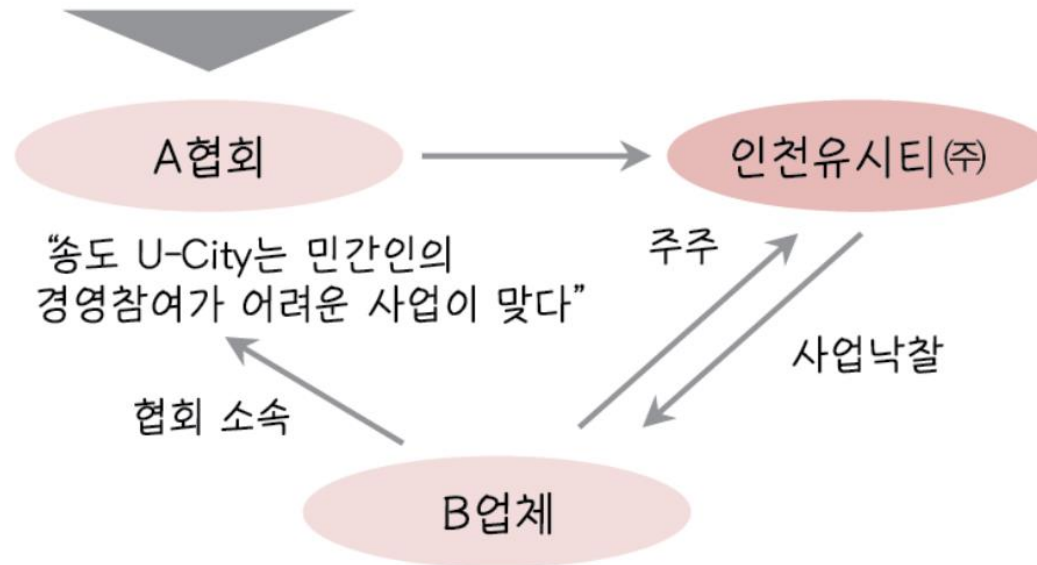 A협회
인천유시티㈜
“송도 U-City는 민간인의
경영참여가 어려운 사업이 맞다”
주주
사업낙찰
협회 소속
B업체